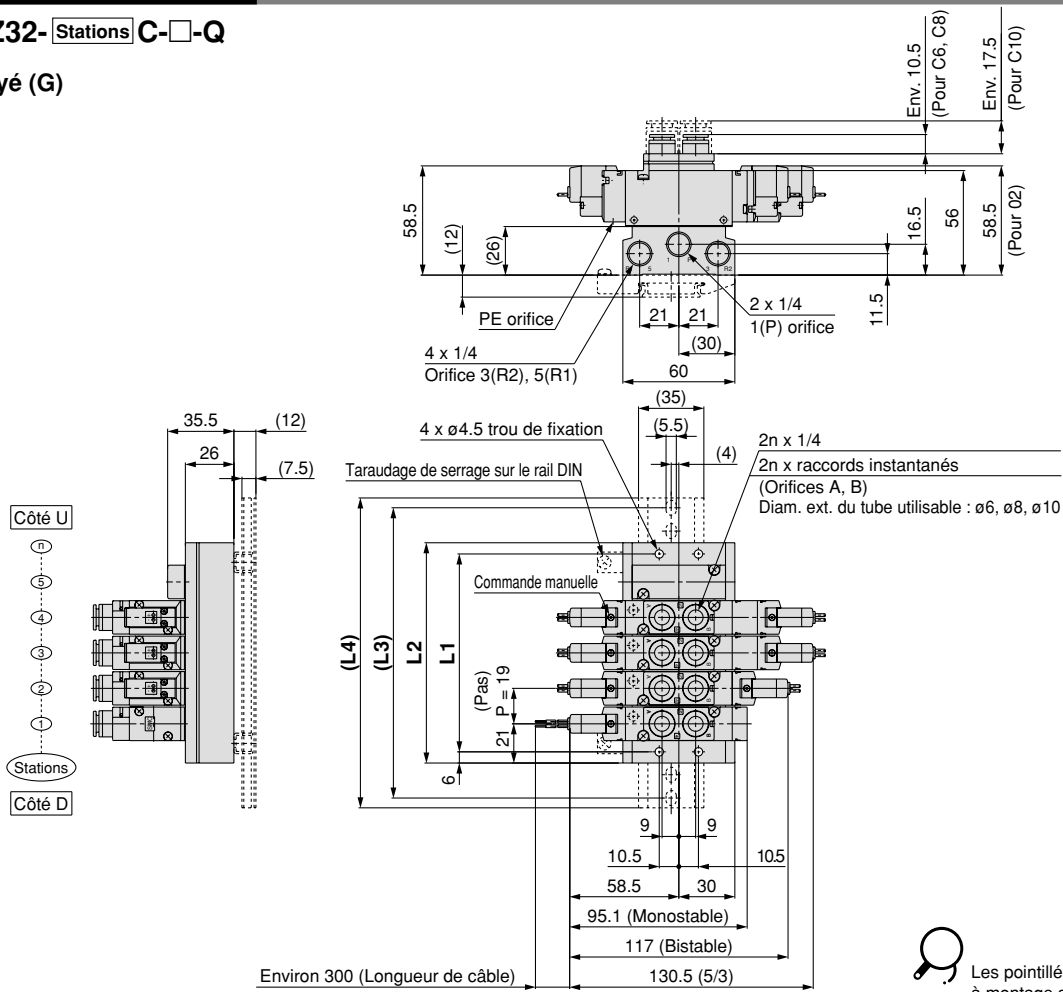 Z32- Stations C-□-Q
yé (G)
Env. 10.5
(Pour C6, C8)
Env. 17.5
(Pour C10)
58.5
(12)
(26)
16.5
56
58.5
(Pour 02)
11.5
5
1
3
R2
PE orifice
21
21
2 x 1/4
1(P) orifice
(30)
4 x 1/4
Orifice 3(R2), 5(R1)
60
35.5
(12)
26
(7.5)
(35)
4 x ø4.5 trou de fixation
(5.5)
(4)
2n x 1/4
2n x raccords instantanés
(Orifices A, B)
Diam. ext. du tube utilisable : ø6, ø8, ø10
Taraudage de serrage sur le rail DIN
Côté U
n
5
4
3
2
1
Stations
Côté D
Commande manuelle
(L4)
(L3)
L2
L1
(Pas)
P = 19
21
6
9
9
10.5
10.5
58.5
30
95.1 (Monostable)
117 (Bistable)
Environ 300 (Longueur de câble)
130.5 (5/3)
Les pointillé